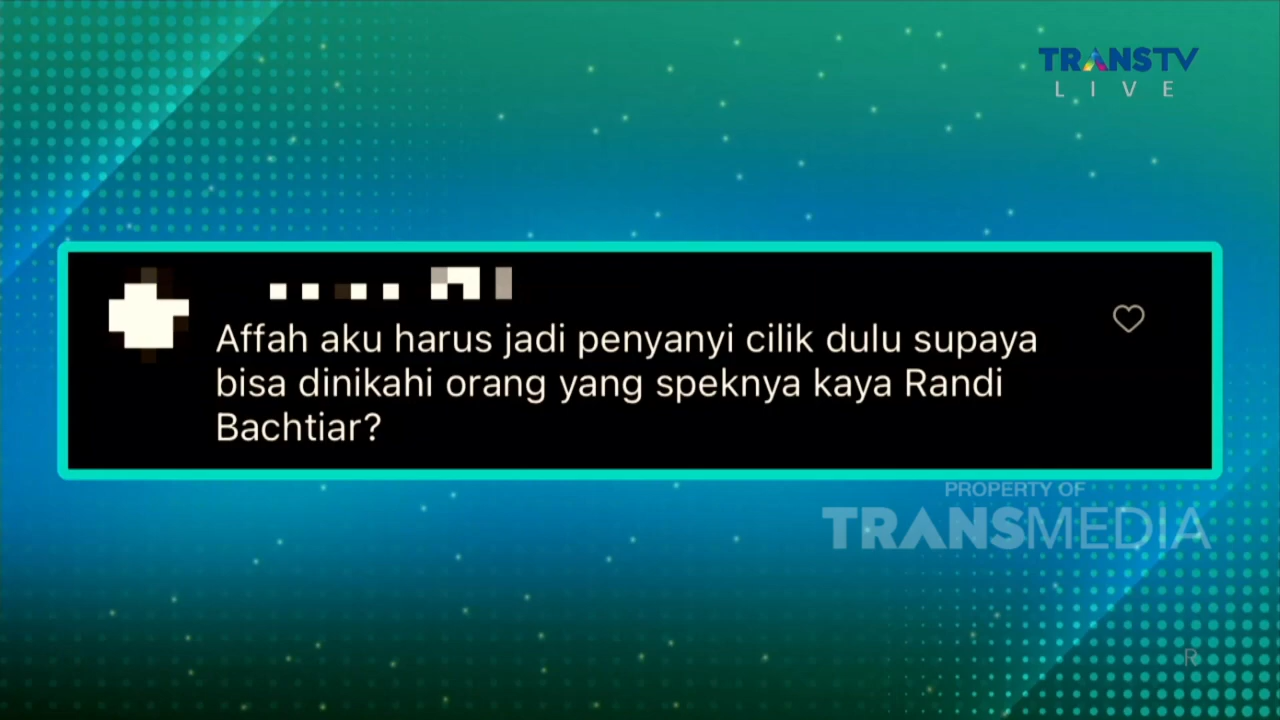 TRANSTV
LIVE
Affah aku harus jadi penyanyi cilik dulu supaya
bisa dinikahi orang yang speknya kaya Randi
Bachtiar?
PROPERTY OF
TRANSMEDIA
R